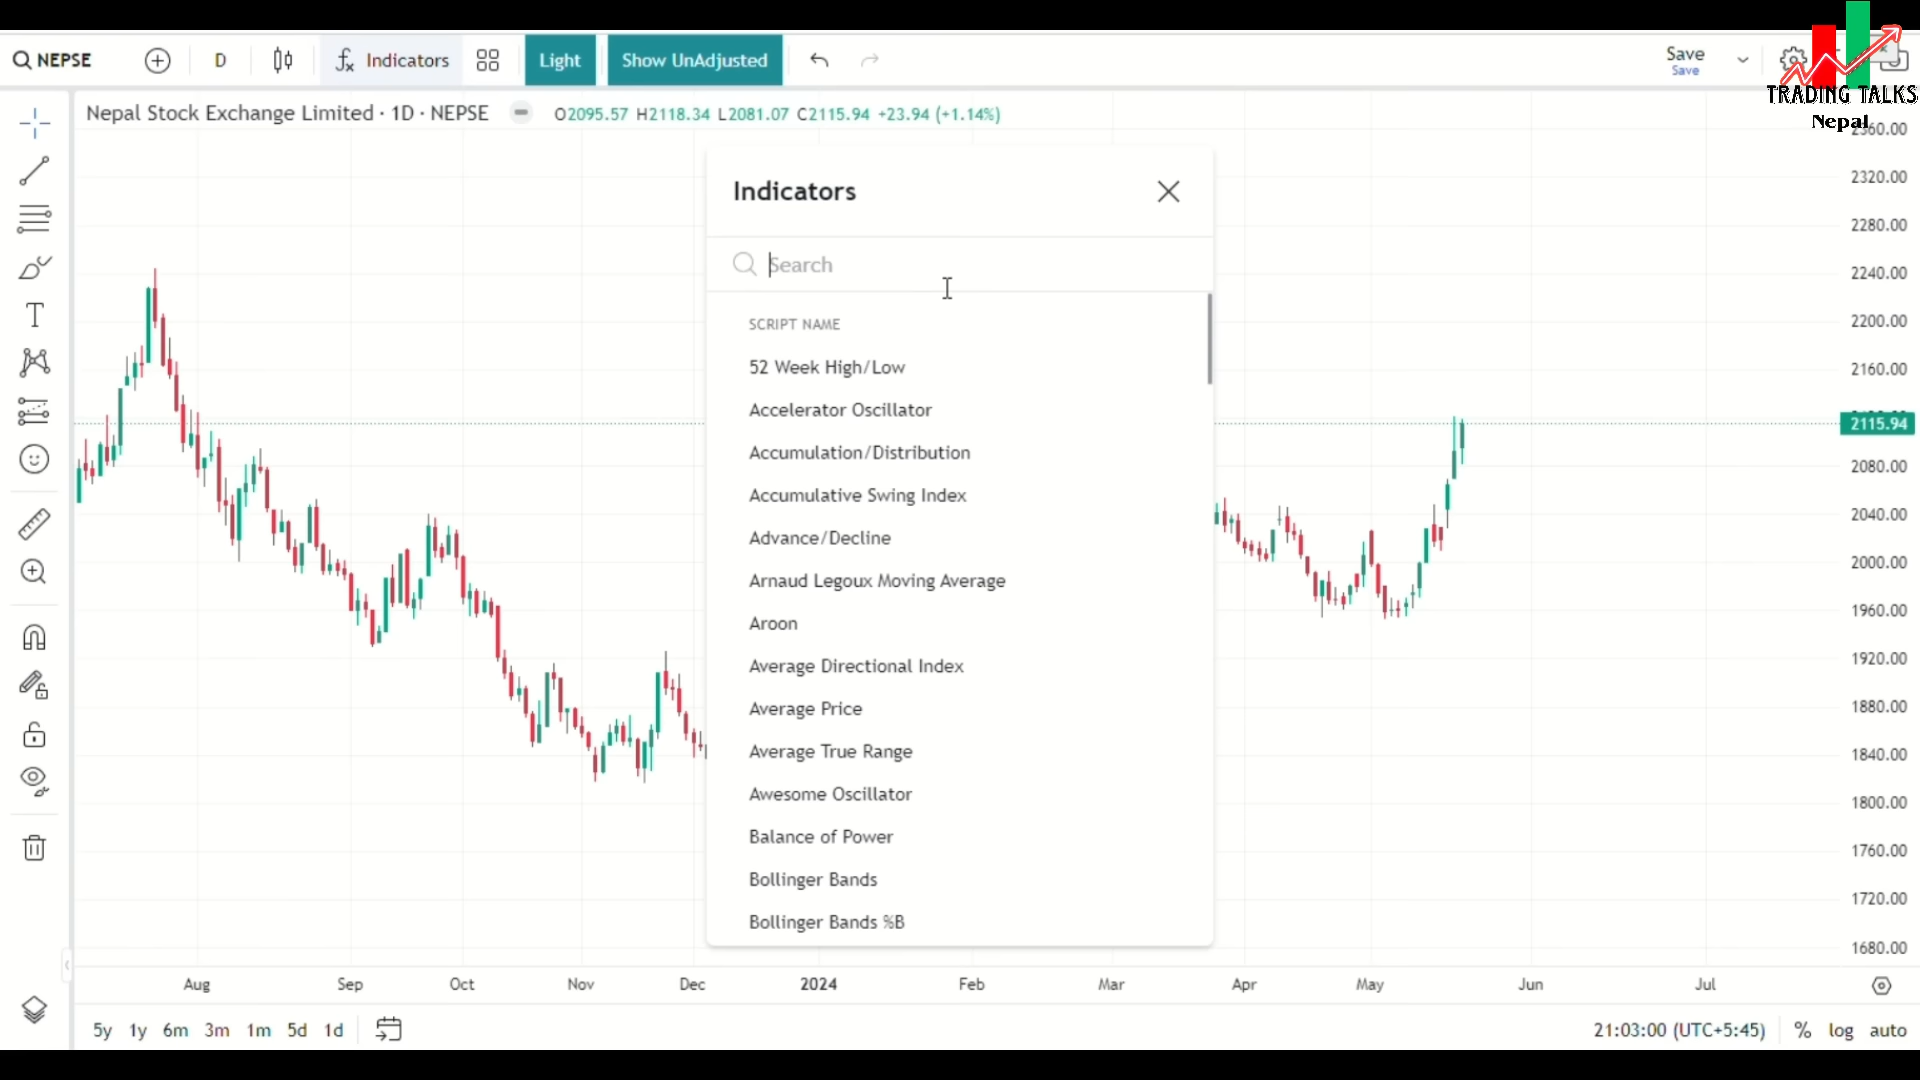 NEPSE
D
Indicators
Light
Show UnAdjusted
Save
Save
TRADING TALKS
Nepal
Nepal Stock Exchange Limited · 1D · NEPSE
O2095.57 H2118.34 L2081.07 C2115.94 +23.94 (+1.14%)
Indicators
Search
SCRIPT NAME
52 Week High/Low
Accelerator Oscillator
Accumulation/Distribution
Accumulative Swing Index
Advance/Decline
Arnaud Legoux Moving Average
Aroon
Average Directional Index
Average Price
Average True Range
Awesome Oscillator
Balance of Power
Bollinger Bands
Bollinger Bands %B
2360.00
2320.00
2280.00
2240.00
2200.00
2160.00
2115.94
2080.00
2040.00
2000.00
1960.00
1920.00
1880.00
1840.00
1800.00
1760.00
1720.00
1680.00
Aug Sep Oct Nov Dec 2024 Feb Mar Apr May Jun Jul
5y 1y 6m 3m 1m 5d 1d
21:03:00 (UTC+5:45) % log auto